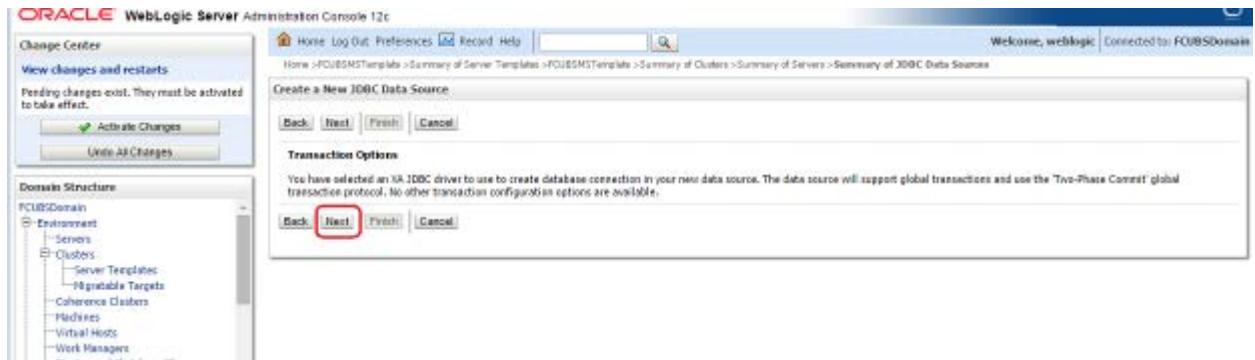 ORACLE WebLogic Server Administration Console 12c
Change Center
View changes and restarts
Pending changes exist. They must be activated
to take effect.
Activate Changes
Undo All Changes
Domain Structure
FCUBSDomain
Environment
Servers
Clusters
Server Templates
Migratable Targets
Coherence Clusters
Machines
Virtual Hosts
Work Managers
Home Log Out Preferences Record Help
Welcome, weblogic Connected to: FCUBSDomain
Home >FCUBSMSTemplate >Summary of Server Templates >FCUBSMSTemplate >Summary of Clusters >Summary of Servers >Summary of JDBC Data Sources
Create a New JDBC Data Source
Back Next Finish Cancel
Transaction Options
You have selected an XA JDBC driver to use to create database connection in your new data source. The data source will support global transactions and use the 'Two-Phase Commit' global
transaction protocol. No other transaction configuration options are available.
Back Next Finish Cancel